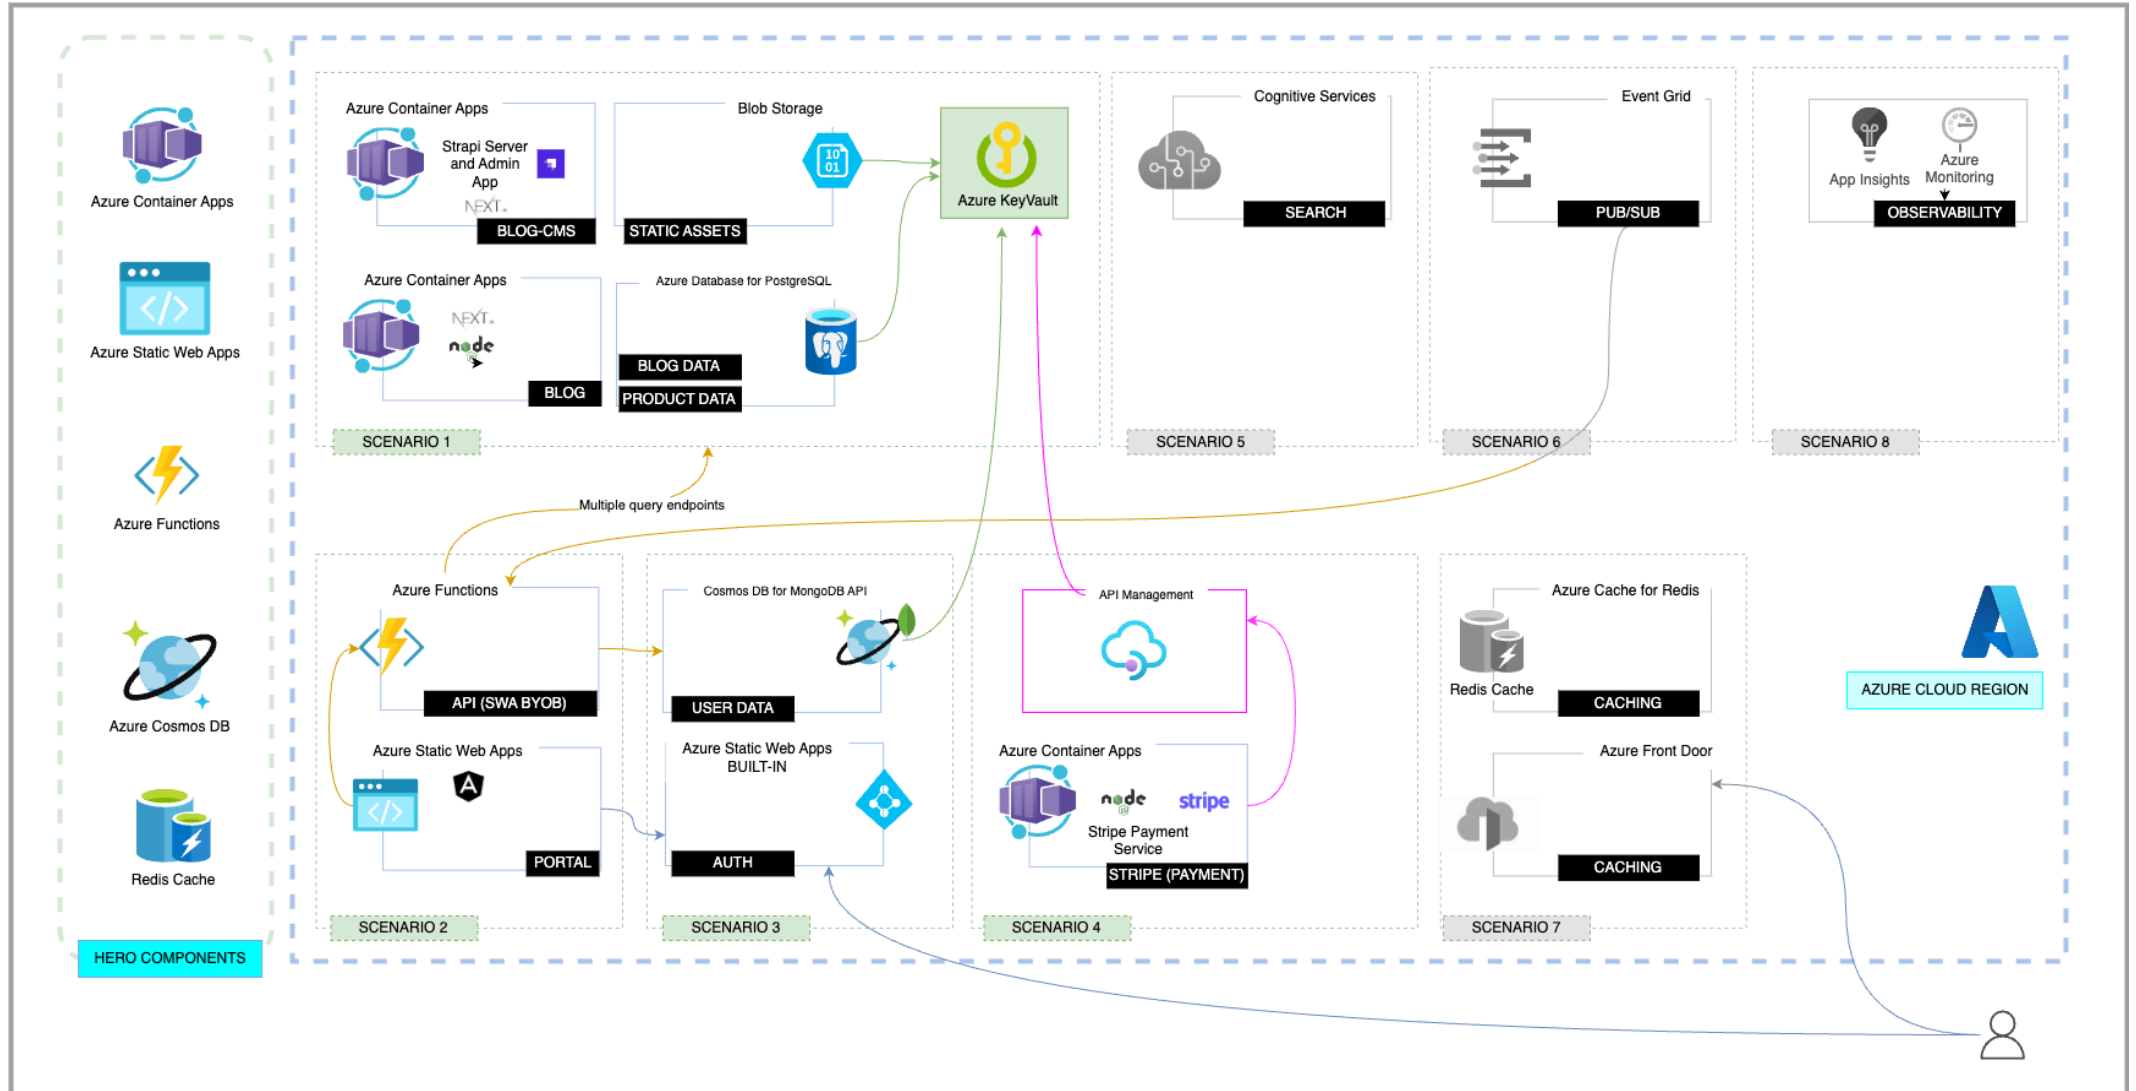 Azure Container Apps
Azure Static Web Apps
Azure Functions
Azure Cosmos DB
Redis Cache
HERO COMPONENTS
Azure Container Apps
Strapi Server
and Admin
App
NEXT.JS
BLOG-CMS
Blob Storage
10
01
STATIC ASSETS
Azure KeyVault
Azure Container Apps
NEXT.JS
node
BLOG
Azure Database for PostgreSQL
BLOG DATA
PRODUCT DATA
SCENARIO 1
Cognitive Services
SEARCH
SCENARIO 5
Event Grid
PUB/SUB
SCENARIO 6
App Insights
Azure
Monitoring
OBSERVABILITY
SCENARIO 8
Multiple query endpoints
Azure Functions
API (SWA BYOB)
Azure Static Web Apps
PORTAL
SCENARIO 2
Cosmos DB for MongoDB API
USER DATA
Azure Static Web Apps
BUILT-IN
AUTH
SCENARIO 3
API Management
Azure Container Apps
node
stripe
Stripe Payment
Service
STRIPE (PAYMENT)
SCENARIO 4
Azure Cache for Redis
Redis Cache
CACHING
Azure Front Door
CACHING
SCENARIO 7
AZURE CLOUD REGION